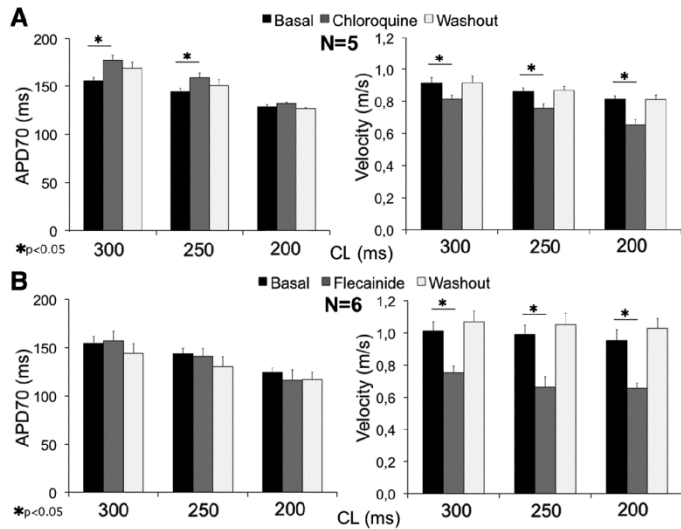 A
Basal Chloroquine Washout
N=5
APD70 (ms)
200
150
100
50
0
*
*
300 250 200
*p<0.05
Velocity (m/s)
1,2
1,0
0,8
0,6
0,4
0,2
0,0
*
*
*
300 250 200
CL (ms)
B
Basal Flecainide Washout
N=6
APD70 (ms)
200
150
100
50
0
300 250 200
*p<0.05
Velocity (m/s)
1,2
1,0
0,8
0,6
0,4
0,2
0,0
*
*
*
300 250 200
CL (ms)